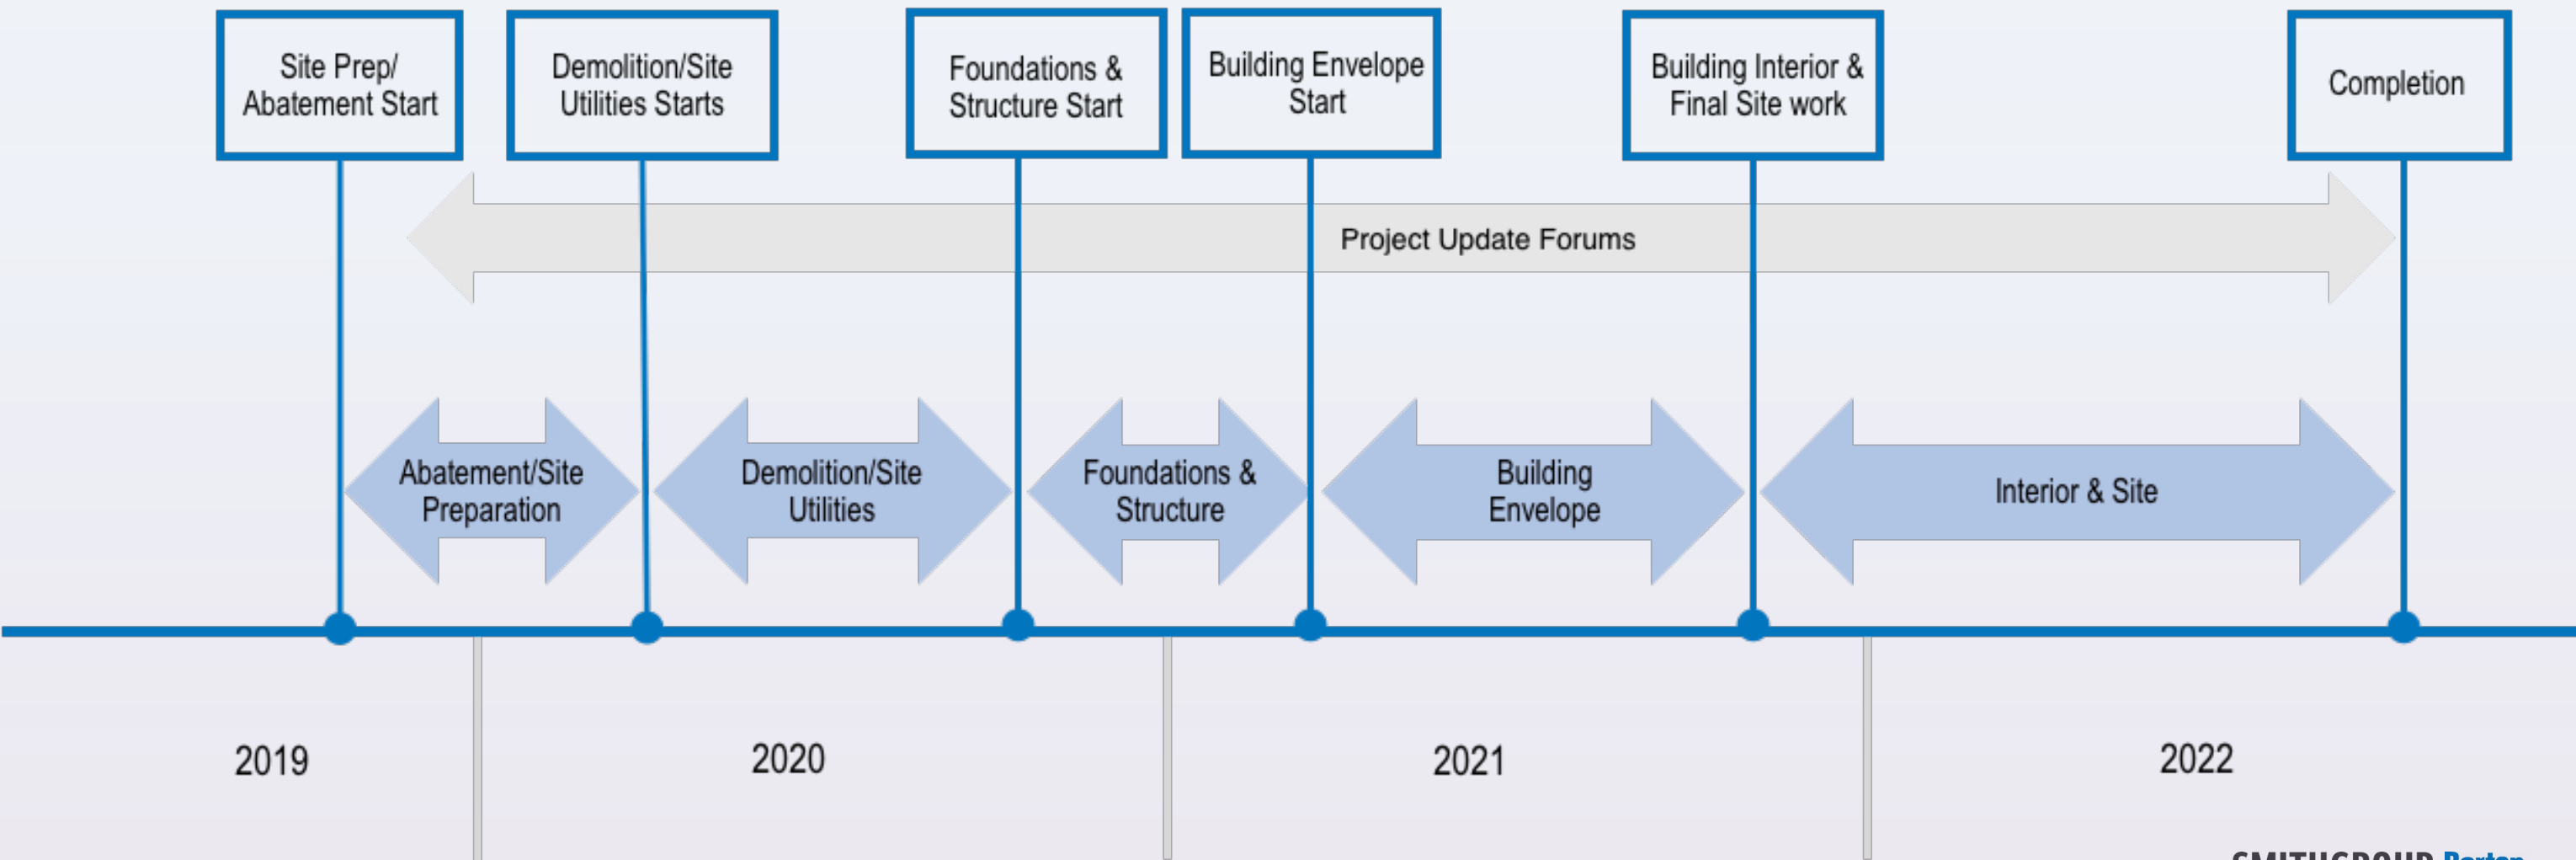 Site Prep/
Abatement Start
Demolition/Site
Utilities Starts
Foundations &
Structure Start
Building Envelope
Start
Building Interior &
Final Site work
Completion
Project Update Forums
Abatement/Site
Preparation
Demolition/Site
Utilities
Foundations &
Structure
Building
Envelope
Interior & Site
2019
2020
2021
2022
SMITHGROUP